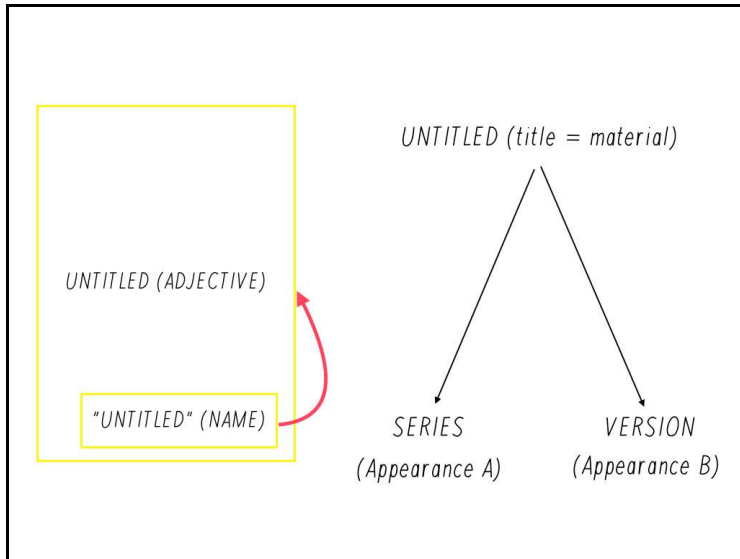 UNTITLED (ADJECTIVE)
"UNTITLED" (NAME)
UNTITLED (title = material)
SERIES
(Appearance A)
VERSION
(Appearance B)